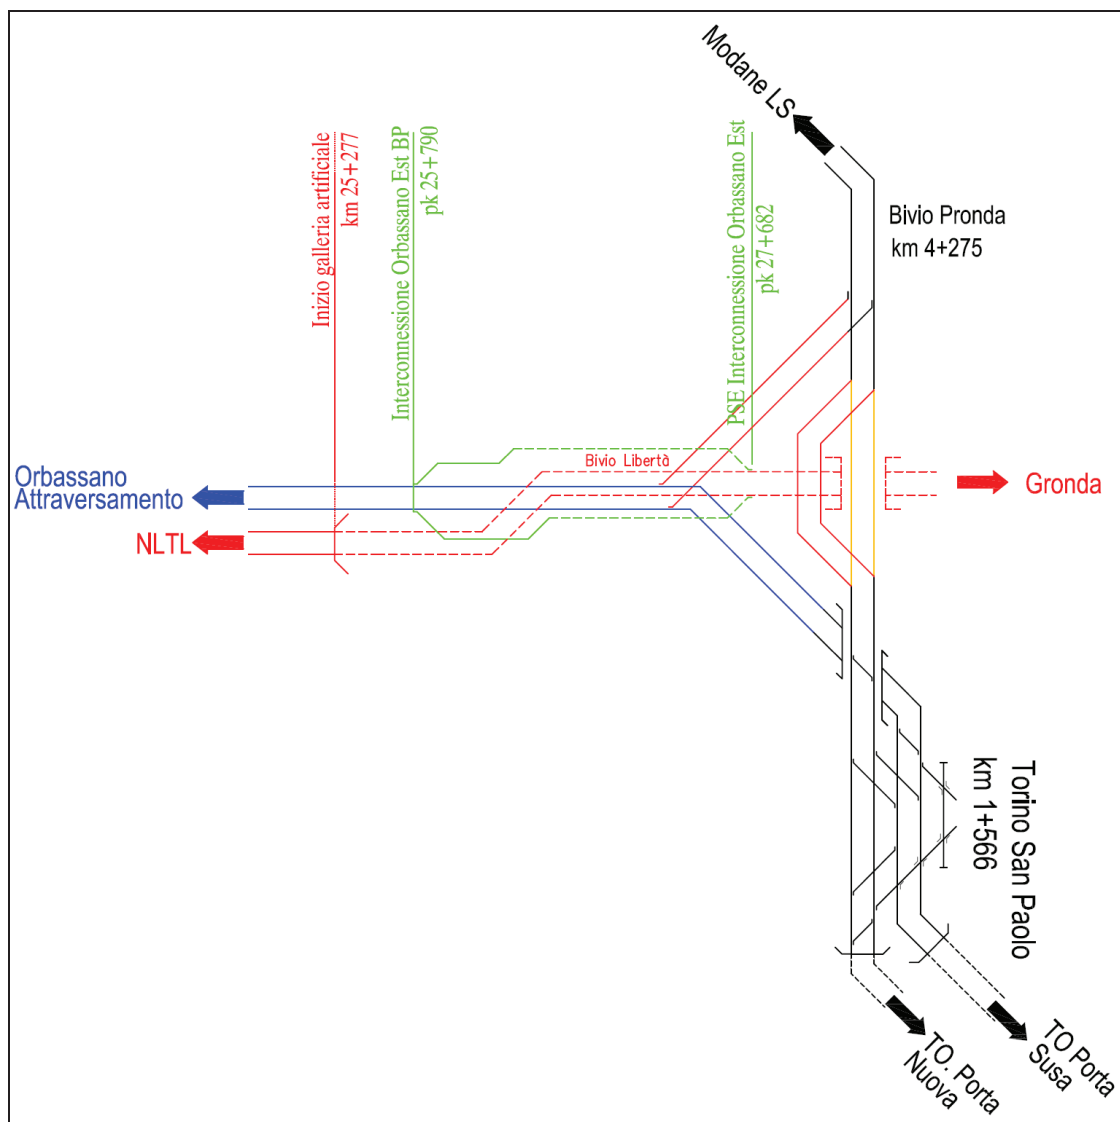 Modane LS
Inizio galleria artificiale
km 25+277
Interconnessione Orbassano Est BP
pk 25+790
PSE Interconnessione Orbassano Est
pk 27+682
Bivio Pronda
km 4+275
Bivio Libertà
Orbassano
Attraversamento
NLTL
Gronda
Torino San Paolo
km 1+566
TO. Porta
Nuova
TO Porta
Susa